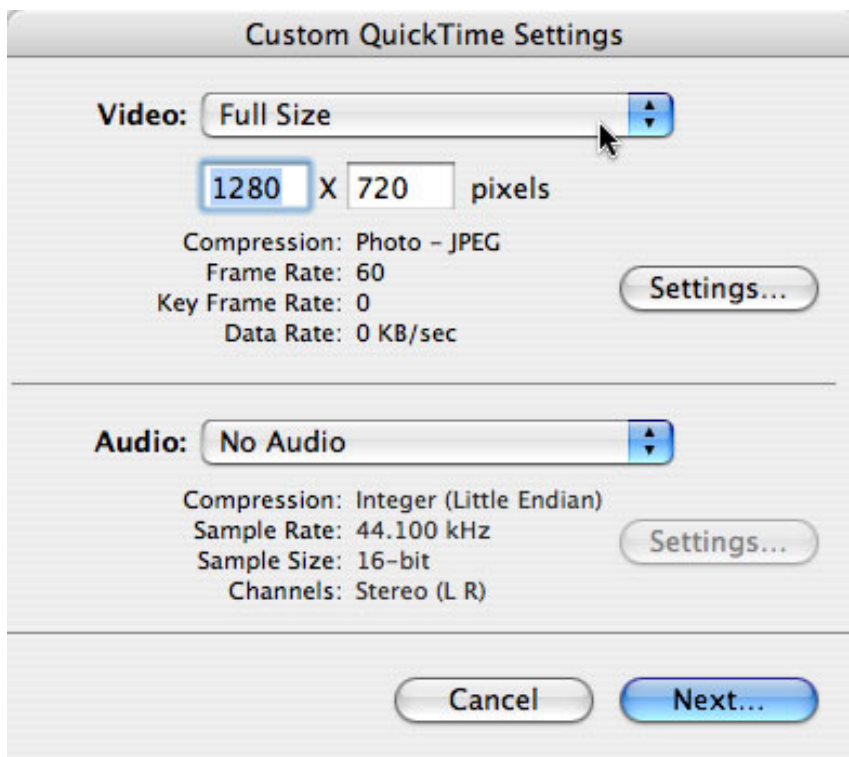 Custom QuickTime Settings
Video: Full Size
1280 X 720 pixels
Compression: Photo – JPEG
Frame Rate: 60
Settings...
Key Frame Rate: 0
Data Rate: 0 KB/sec
Audio: No Audio
Compression: Integer (Little Endian)
Sample Rate: 44.100 kHz
Settings...
Sample Size: 16-bit
Channels: Stereo (L R)
Cancel Next...